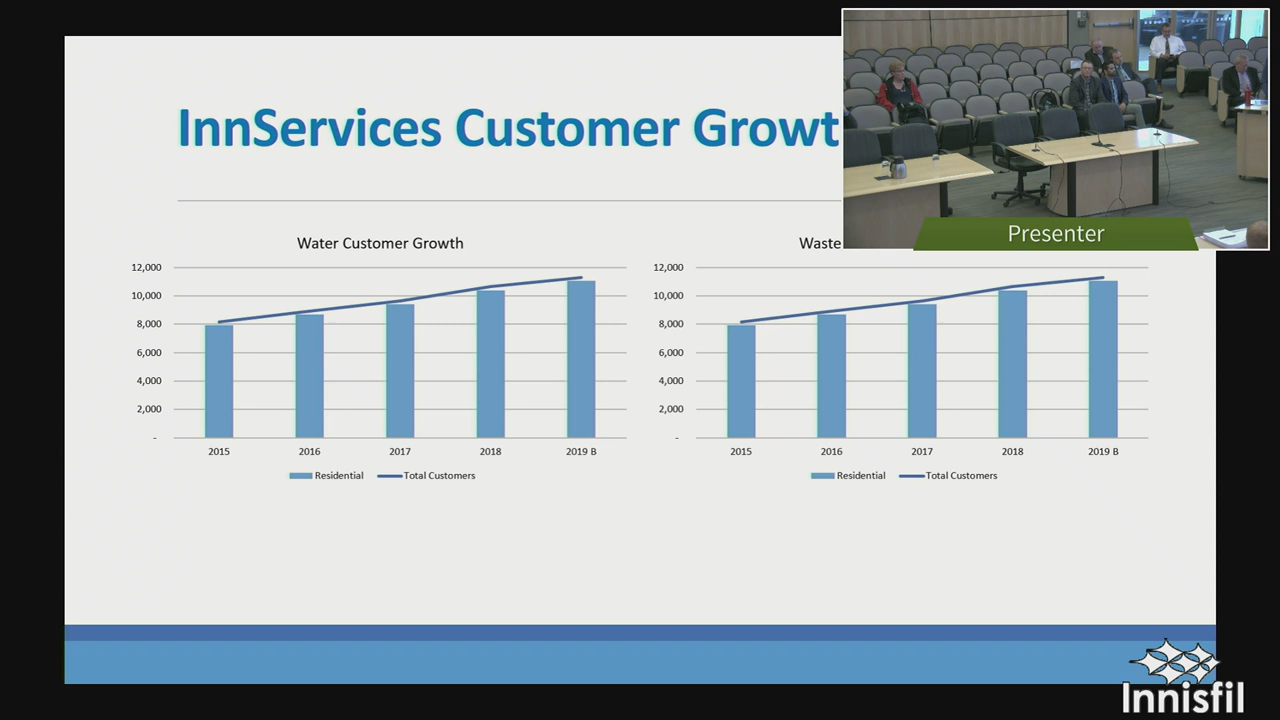 InnServices Customer Growt
Presenter
Water Customer Growth
Waste
12,000
10,000
8,000
6,000
4,000
2,000
-
2015 2016 2017 2018 2019 B
Residential Total Customers
12,000
10,000
8,000
6,000
4,000
2,000
-
2015 2016 2017 2018 2019 B
Residential Total Customers
Innisfil